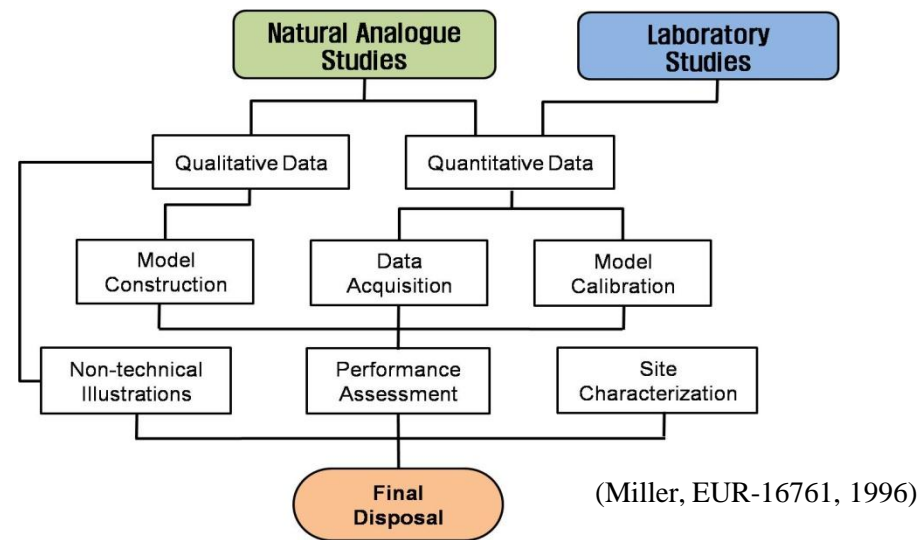 Natural Analogue
Studies
Laboratory
Studies
Qualitative Data
Quantitative Data
Model
Construction
Data
Acquisition
Model
Calibration
Non-technical
Illustrations
Performance
Assessment
Site
Characterization
Final
Disposal
(Miller, EUR-16761, 1996)